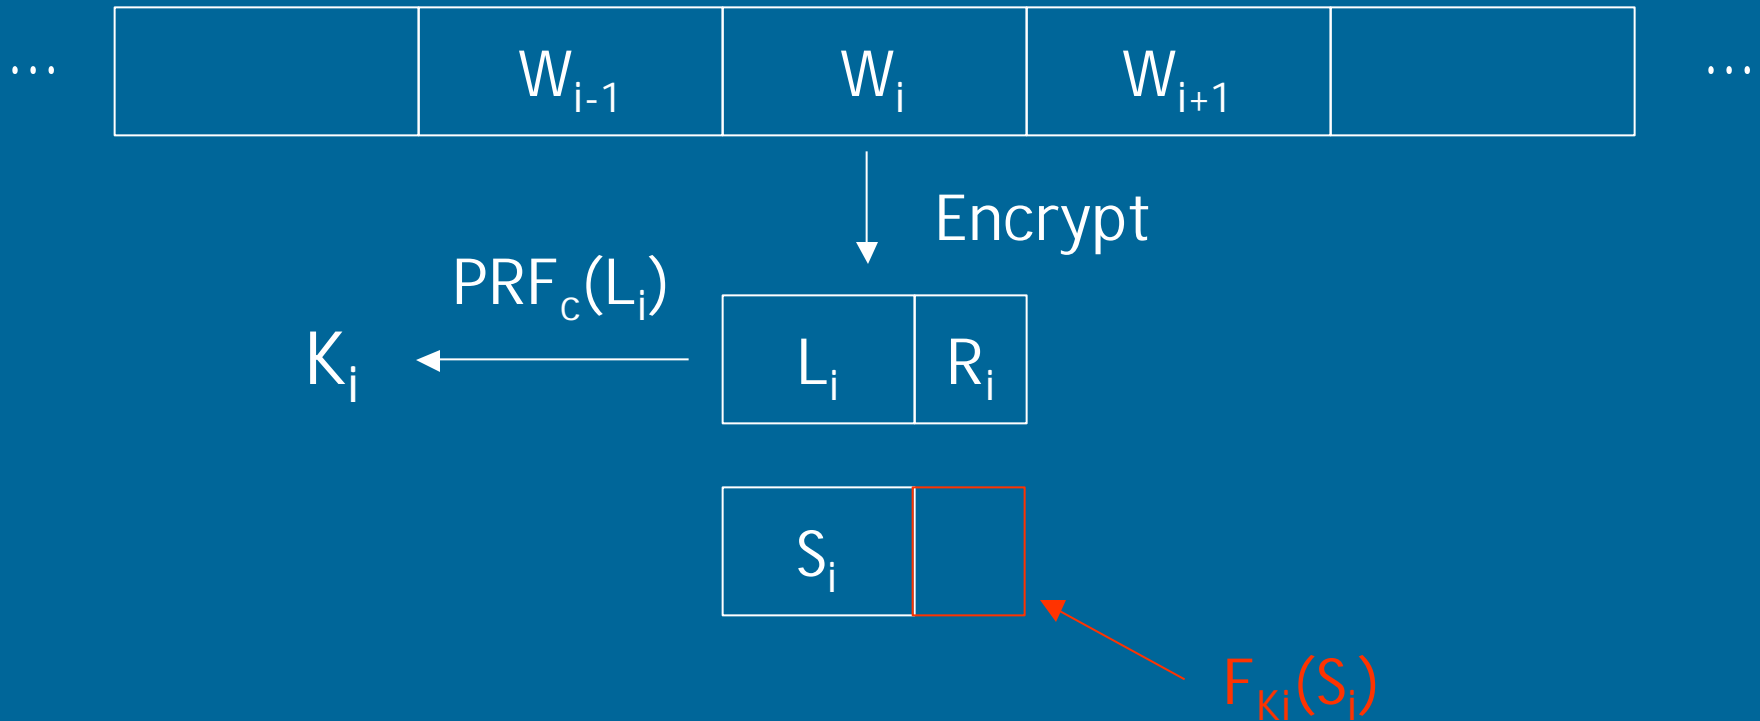 ... W_{i-1} W_i W_{i+1} ...
Encrypt
PRF_c(L_i)
K_i L_i R_i
S_i
F_{Ki}(S_i)